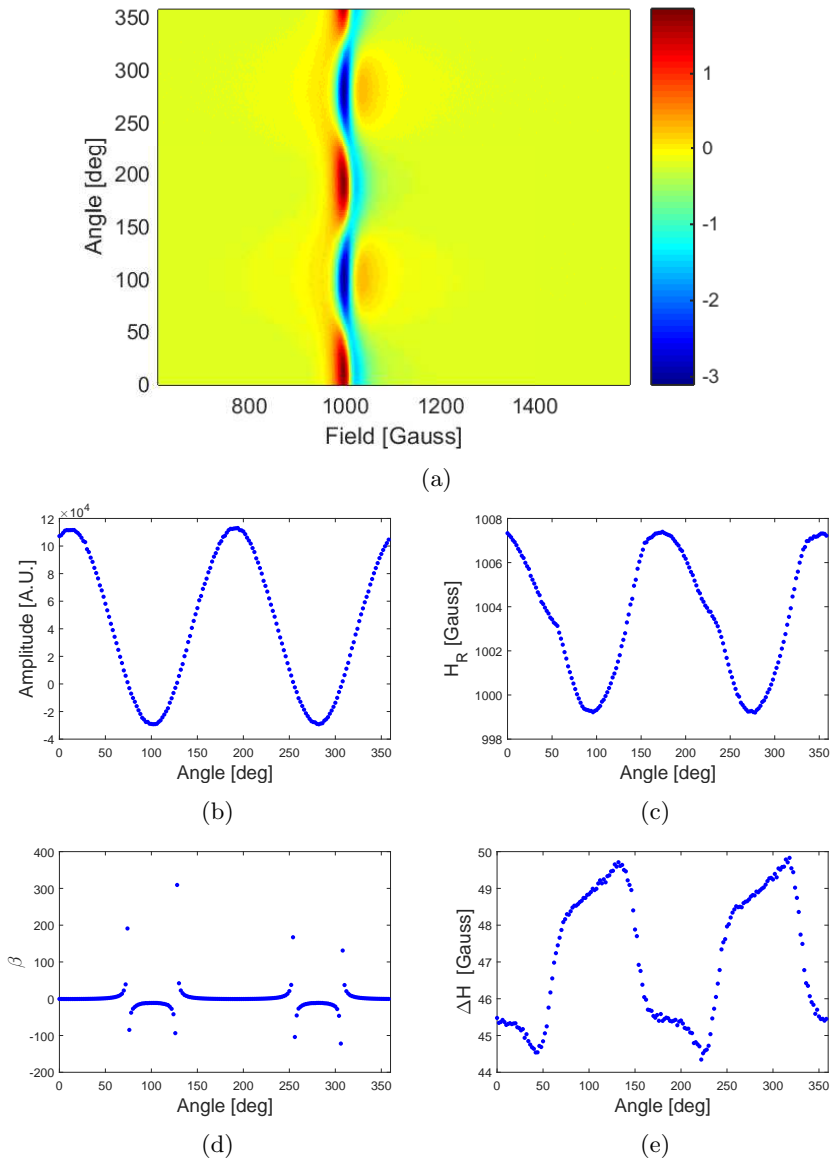 350
300
250
200
150
100
50
0
Angle [deg]
800 1000 1200 1400
Field [Gauss]
1
0
-1
-2
-3
(a)
×10⁴
12
10
8
6
4
2
0
-2
-4
Amplitude [A.U.]
0 50 100 150 200 250 300 350
Angle [deg]
(b)
1008
1006
1004
1002
1000
998
H_R [Gauss]
0 50 100 150 200 250 300 350
Angle [deg]
(c)
400
300
200
100
0
-100
-200
β
0 50 100 150 200 250 300 350
Angle [deg]
(d)
50
49
48
47
46
45
44
ΔH [Gauss]
0 50 100 150 200 250 300 350
Angle [deg]
(e)